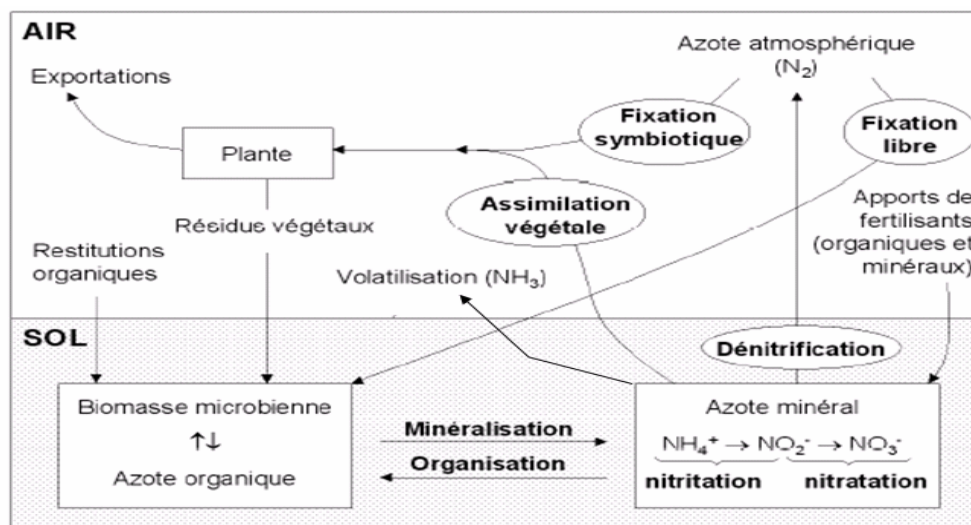 AIR
Azote atmosphérique
(N₂)
Exportations
Fixation
symbiotique
Fixation
libre
Plante
Assimilation
végétale
Apports de
fertilisants
(organiques et
minéraux)
Résidus végétaux
Restitutions
organiques
Volatilisation (NH₃)
SOL
Dénitrification
Biomasse microbienne
↑↓
Azote organique
Minéralisation
Organisation
Azote minéral
NH₄⁺ → NO₂⁻ → NO₃⁻
nitritation nitratation